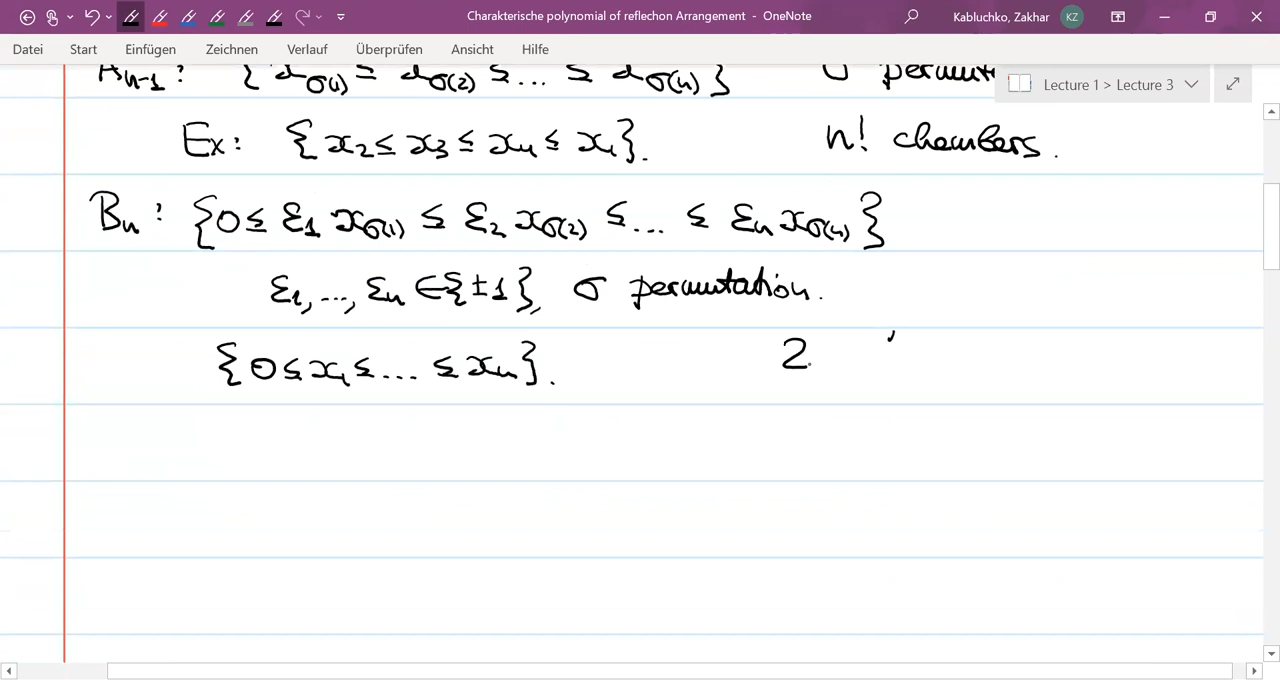 Charakterische polynomial of reflechon Arrangement - OneNote
Kabluchko, Zakhar KZ
Datei Start Einfügen Zeichnen Verlauf Überprüfen Ansicht Hilfe
Lecture 1 > Lecture 3
A_{n-1}: {x_{σ(1)} ≤ x_{σ(2)} ≤ ... ≤ x_{σ(n)}} σ
Ex: {x_2 ≤ x_3 ≤ x_4 ≤ x_1}. n! chambers.
B_n: {0 ≤ ε_1 x_{σ(1)} ≤ ε_2 x_{σ(2)} ≤ ... ≤ ε_n x_{σ(n)}}
ε_1, ..., ε_n ∈ {±1}, σ permutation.
{0 ≤ x_1 ≤ ... ≤ x_n}. 2